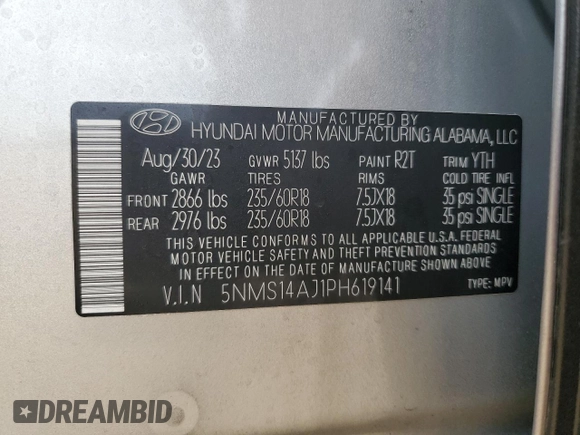 MANUFACTURED BY
HYUNDAI MOTOR MANUFACTURING ALABAMA, LLC
Aug/30/23 GVWR 5137 lbs PAINT R2T TRIM YTH
GAWR TIRES RIMS COLD TIRE INFL
FRONT 2866 lbs 235/60R18 7.5JX18 35 psi SINGLE
REAR 2976 lbs 235/60R18 7.5JX18 35 psi SINGLE
THIS VEHICLE CONFORMS TO ALL APPLICABLE U.S.A. FEDERAL
MOTOR VEHICLE SAFETY AND THEFT PREVENTION STANDARDS
IN EFFECT ON THE DATE OF MANUFACTURE SHOWN ABOVE.
V.I.N 5NMS14AJ1PH619141 TYPE: MPV
DREAMBID